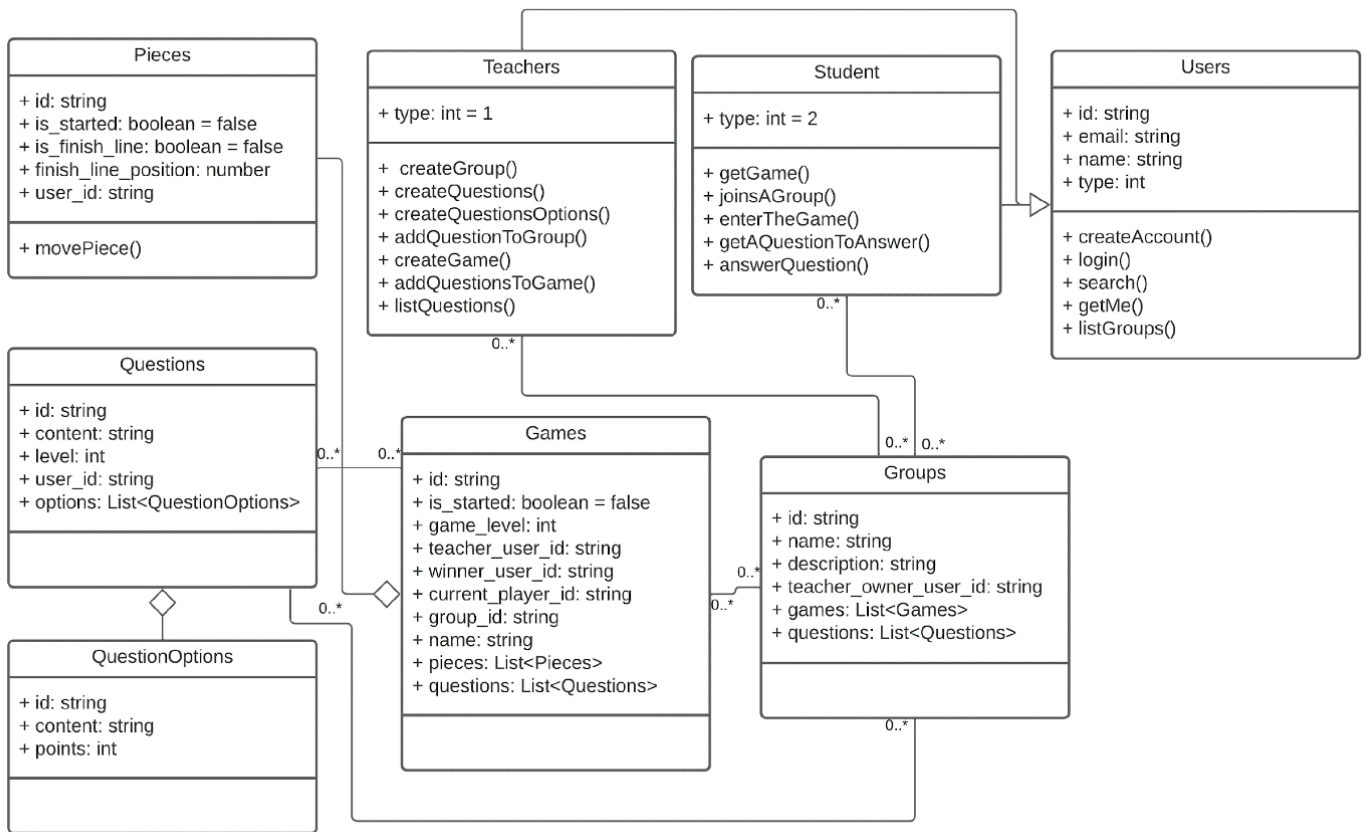 Pieces
+ id: string
+ is_started: boolean = false
+ is_finish_line: boolean = false
+ finish_line_position: number
+ user_id: string
+ movePiece()
Teachers
+ type: int = 1
+ createGroup()
+ createQuestions()
+ createQuestionsOptions()
+ addQuestionToGroup()
+ createGame()
+ addQuestionsToGame()
+ listQuestions()
0..*
Student
+ type: int = 2
+ getGame()
+ joinsAGroup()
+ enterTheGame()
+ getAQuestionToAnswer()
+ answerQuestion()
0..*
Users
+ id: string
+ email: string
+ name: string
+ type: int
+ createAccount()
+ login()
+ search()
+ getMe()
+ listGroups()
Questions
+ id: string
+ content: string
+ level: int
+ user_id: string
+ options: List<QuestionOptions>
0..*
0..*
0..*
Games
+ id: string
+ is_started: boolean = false
+ game_level: int
+ teacher_user_id: string
+ winner_user_id: string
+ current_player_id: string
+ group_id: string
+ name: string
+ pieces: List<Pieces>
+ questions: List<Questions>
0..*
0..*
0..*
0..*
Groups
+ id: string
+ name: string
+ description: string
+ teacher_owner_user_id: string
+ games: List<Games>
+ questions: List<Questions>
0..*
QuestionOptions
+ id: string
+ content: string
+ points: int